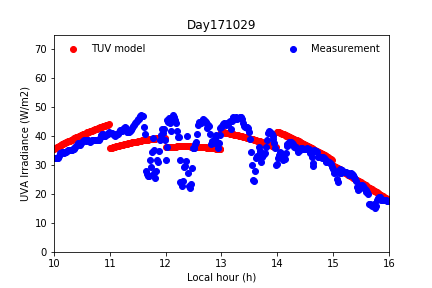 Day171029
TUV model
Measurement
UVA Irradiance (W/m2)
70
60
50
40
30
20
10
0
10 11 12 13 14 15 16
Local hour (h)